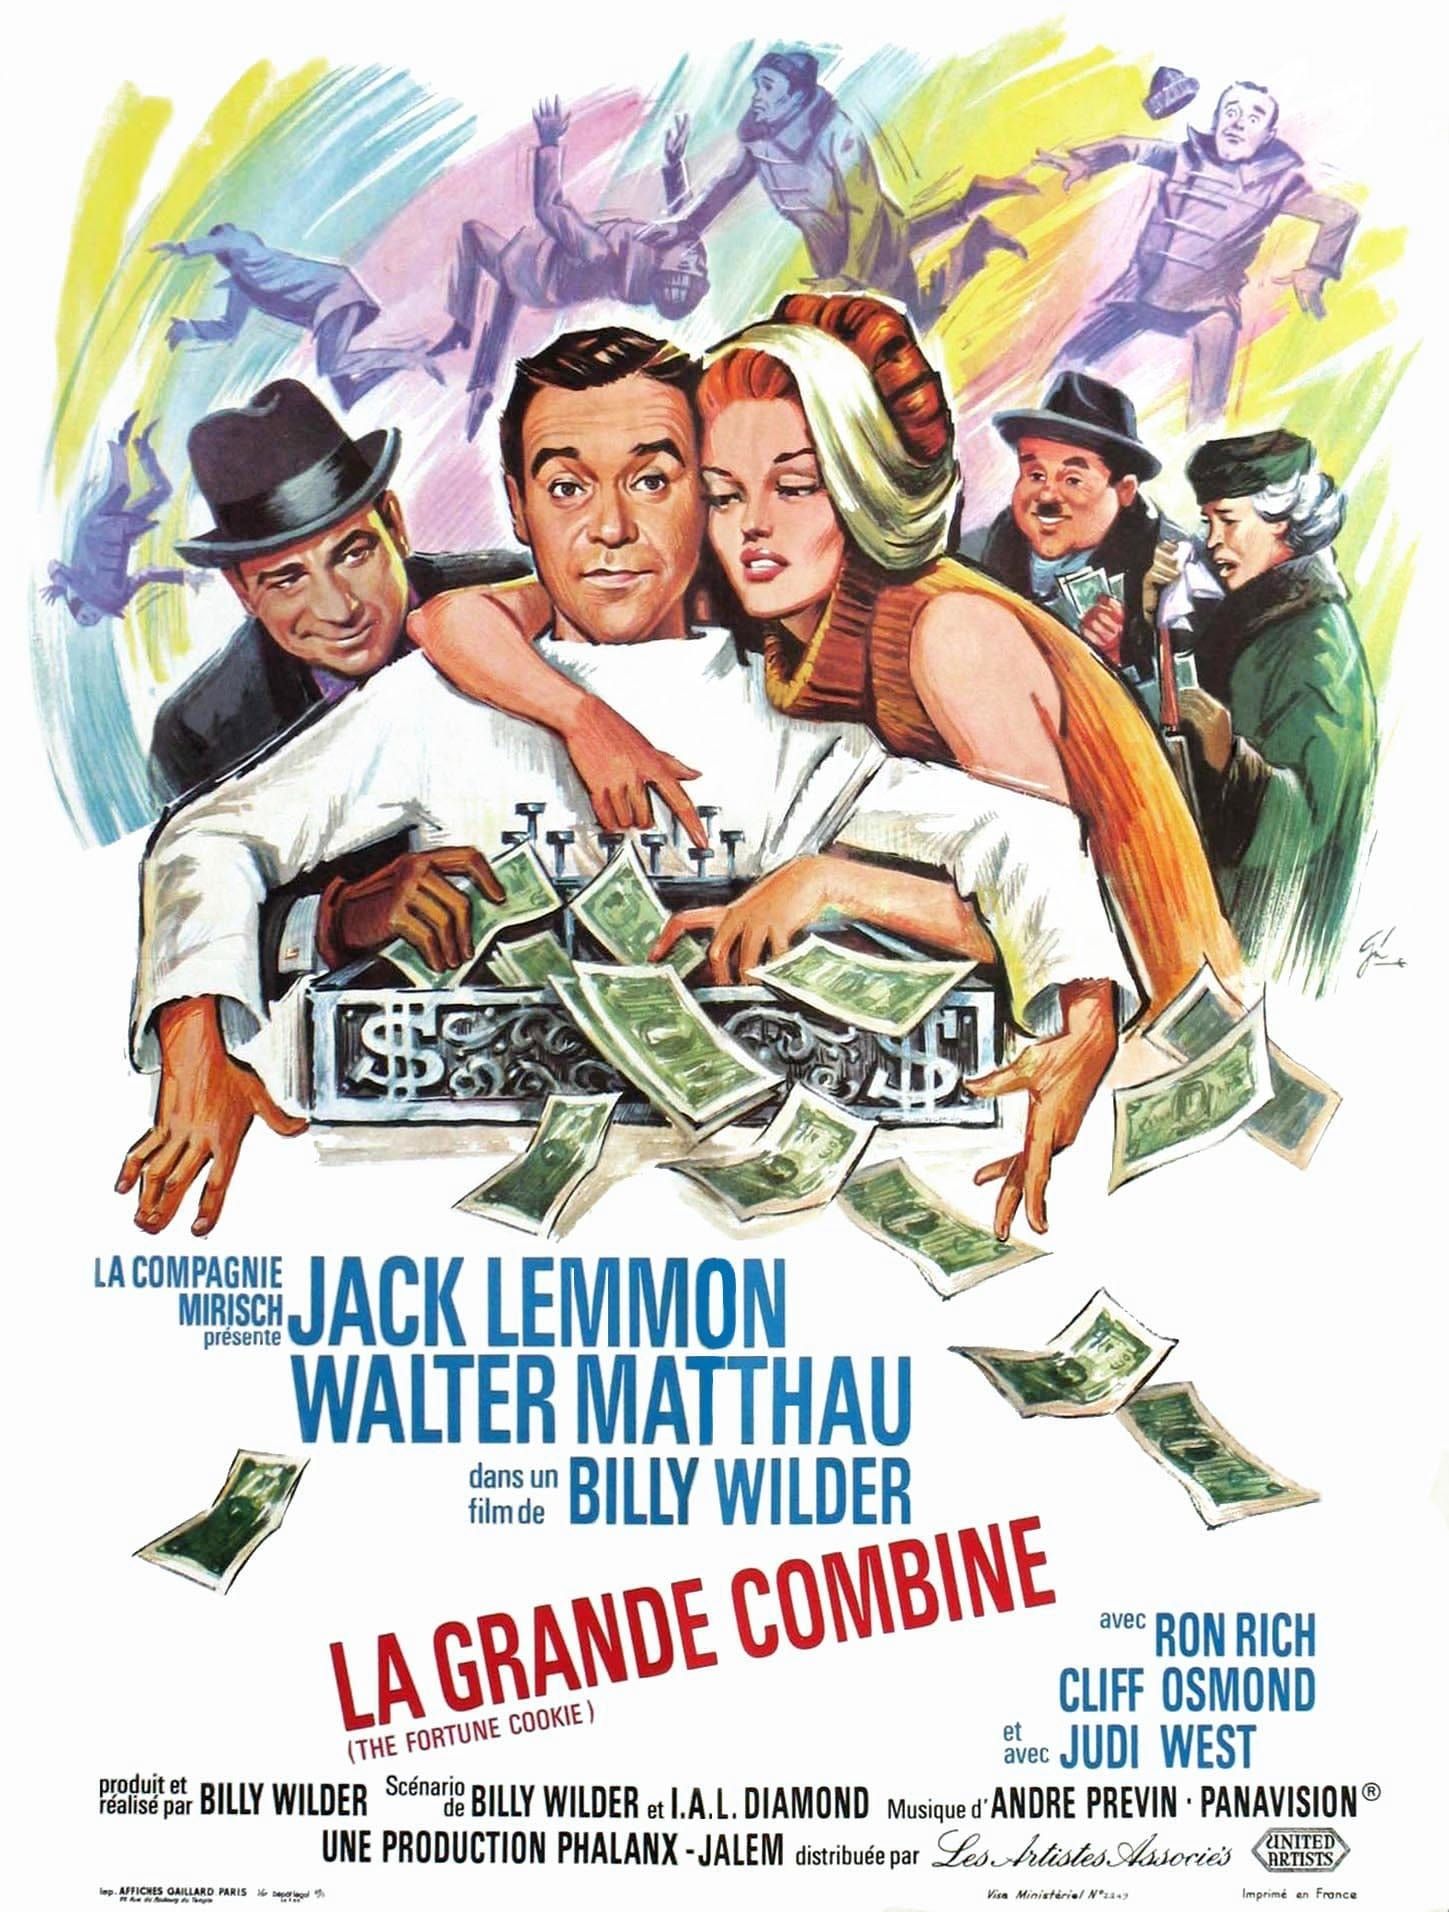 LA COMPAGNIE
MIRISCH
présente
JACK LEMMON
WALTER MATTHAU
dans un
film de
BILLY WILDER
LA GRANDE COMBINE
(THE FORTUNE COOKIE)
avec RON RICH
CLIFF OSMOND
et
avec JUDI WEST
produit et
réalisé par BILLY WILDER
Scénario
de BILLY WILDER et I.A.L. DIAMOND
Musique d' ANDRE PREVIN · PANAVISION®
UNE PRODUCTION PHALANX - JALEM distribuée par Les Artistes Associés
UNITED
ARTISTS
Imp. AFFICHES GAILLARD PARIS
Visa Ministériel N° 2249
Imprimé en France